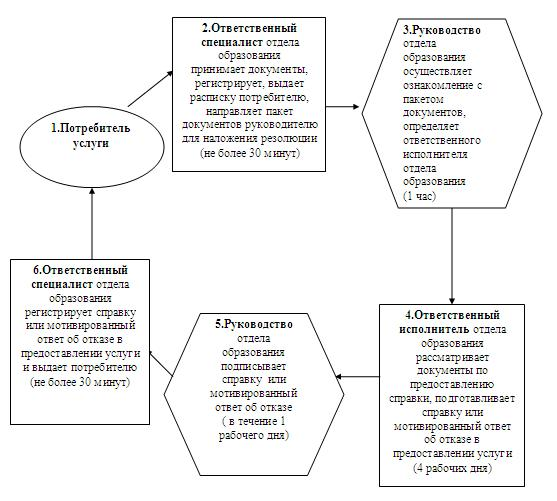 1.Потребитель
услуги
2.Ответственный
специалист отдела
образования
принимает документы,
регистрирует, выдает
расписку потребителю,
направляет пакет
документов руководителю
для наложения резолюции
(не более 30 минут)
3.Руководство
отдела
образования
осуществляет
ознакомление с
пакетом
документов,
определяет
ответственного
исполнителя
отдела
образования
(1 час)
4.Ответственный
исполнитель отдела
образования
рассматривает
документы по
предоставлению
справки, подготавливает
справку или
мотивированный ответ
об отказе в
предоставлении услуги
(4 рабочих дня)
5.Руководство
отдела
образования
подписывает
справку или
мотивированный
ответ об отказе
( в течение 1
рабочего дня)
6.Ответственный
специалист отдела
образования
регистрирует справку
или мотивированный
ответ об отказе в
предоставлении услуги
и выдает потребителю
(не более 30 минут)